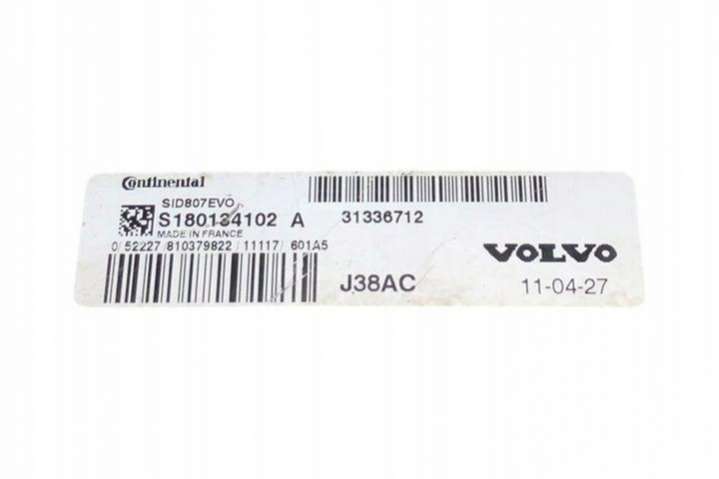 Continental
SID807EVO
S180134102 A
MADE IN FRANCE
0/52227/810379822/11117/601A5
31336712
VOLVO
J38AC
11-04-27